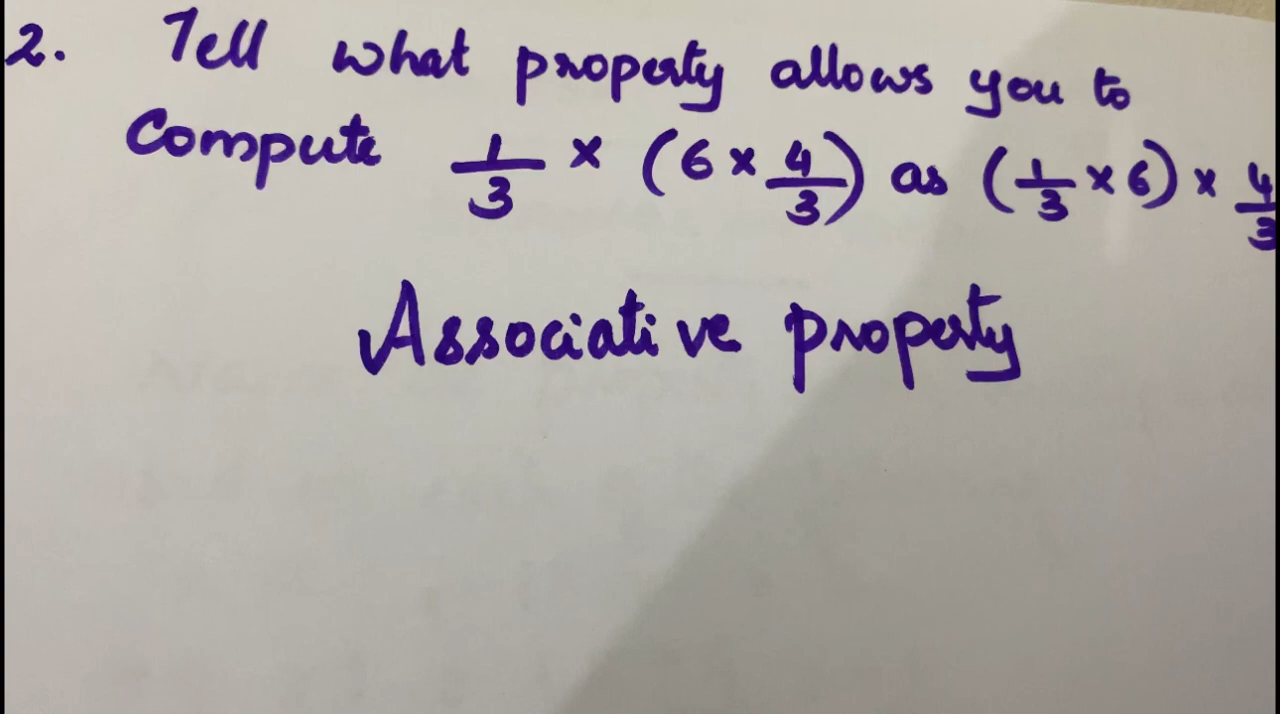 2. Tell what property allows you to
Compute 1/3 × (6 × 4/3) as (1/3 × 6) × 4/3
Associative property